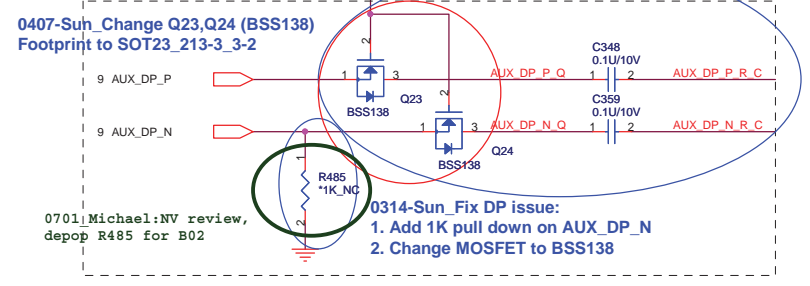 0407-Sun_Change Q23,Q24 (BSS138)
Footprint to SOT23_213-3_3-2
2
C348
0.1U/10V
9 AUX_DP_P
1
3
AUX_DP_P_Q
1
2
AUX_DP_P_R_C
Q23
BSS138
2
C359
0.1U/10V
9 AUX_DP_N
1
3
AUX_DP_N_Q
1
2
AUX_DP_N_R_C
Q24
BSS138
1
R485
*1K_NC
2
0701_Michael:NV review,
depop R485 for B02
0314-Sun_Fix DP issue:
1. Add 1K pull down on AUX_DP_N
2. Change MOSFET to BSS138